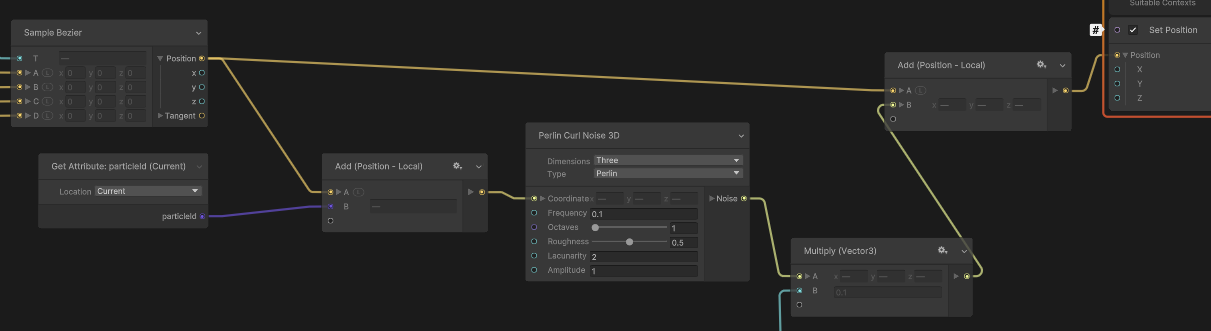 Suitable Contexts
Sample Bezier
# Set Position
T —
Position
A L x 0 y 0 z 0
x
B L x 0 y 0 z 0
y
C L x 0 y 0 z 0
z
D L x 0 y 0 z 0
Tangent
Add (Position - Local)
A L
B x — y — z —
Position
X
Y
Z
Get Attribute: particleId (Current)
Location Current
particleId
Add (Position - Local)
A L
B —
Perlin Curl Noise 3D
Dimensions Three
Type Perlin
Coordinate x — y — z —
Noise
Frequency 0.1
Octaves 1
Roughness 0.5
Lacunarity 2
Amplitude 1
Multiply (Vector3)
A x — y — z —
B 0.1